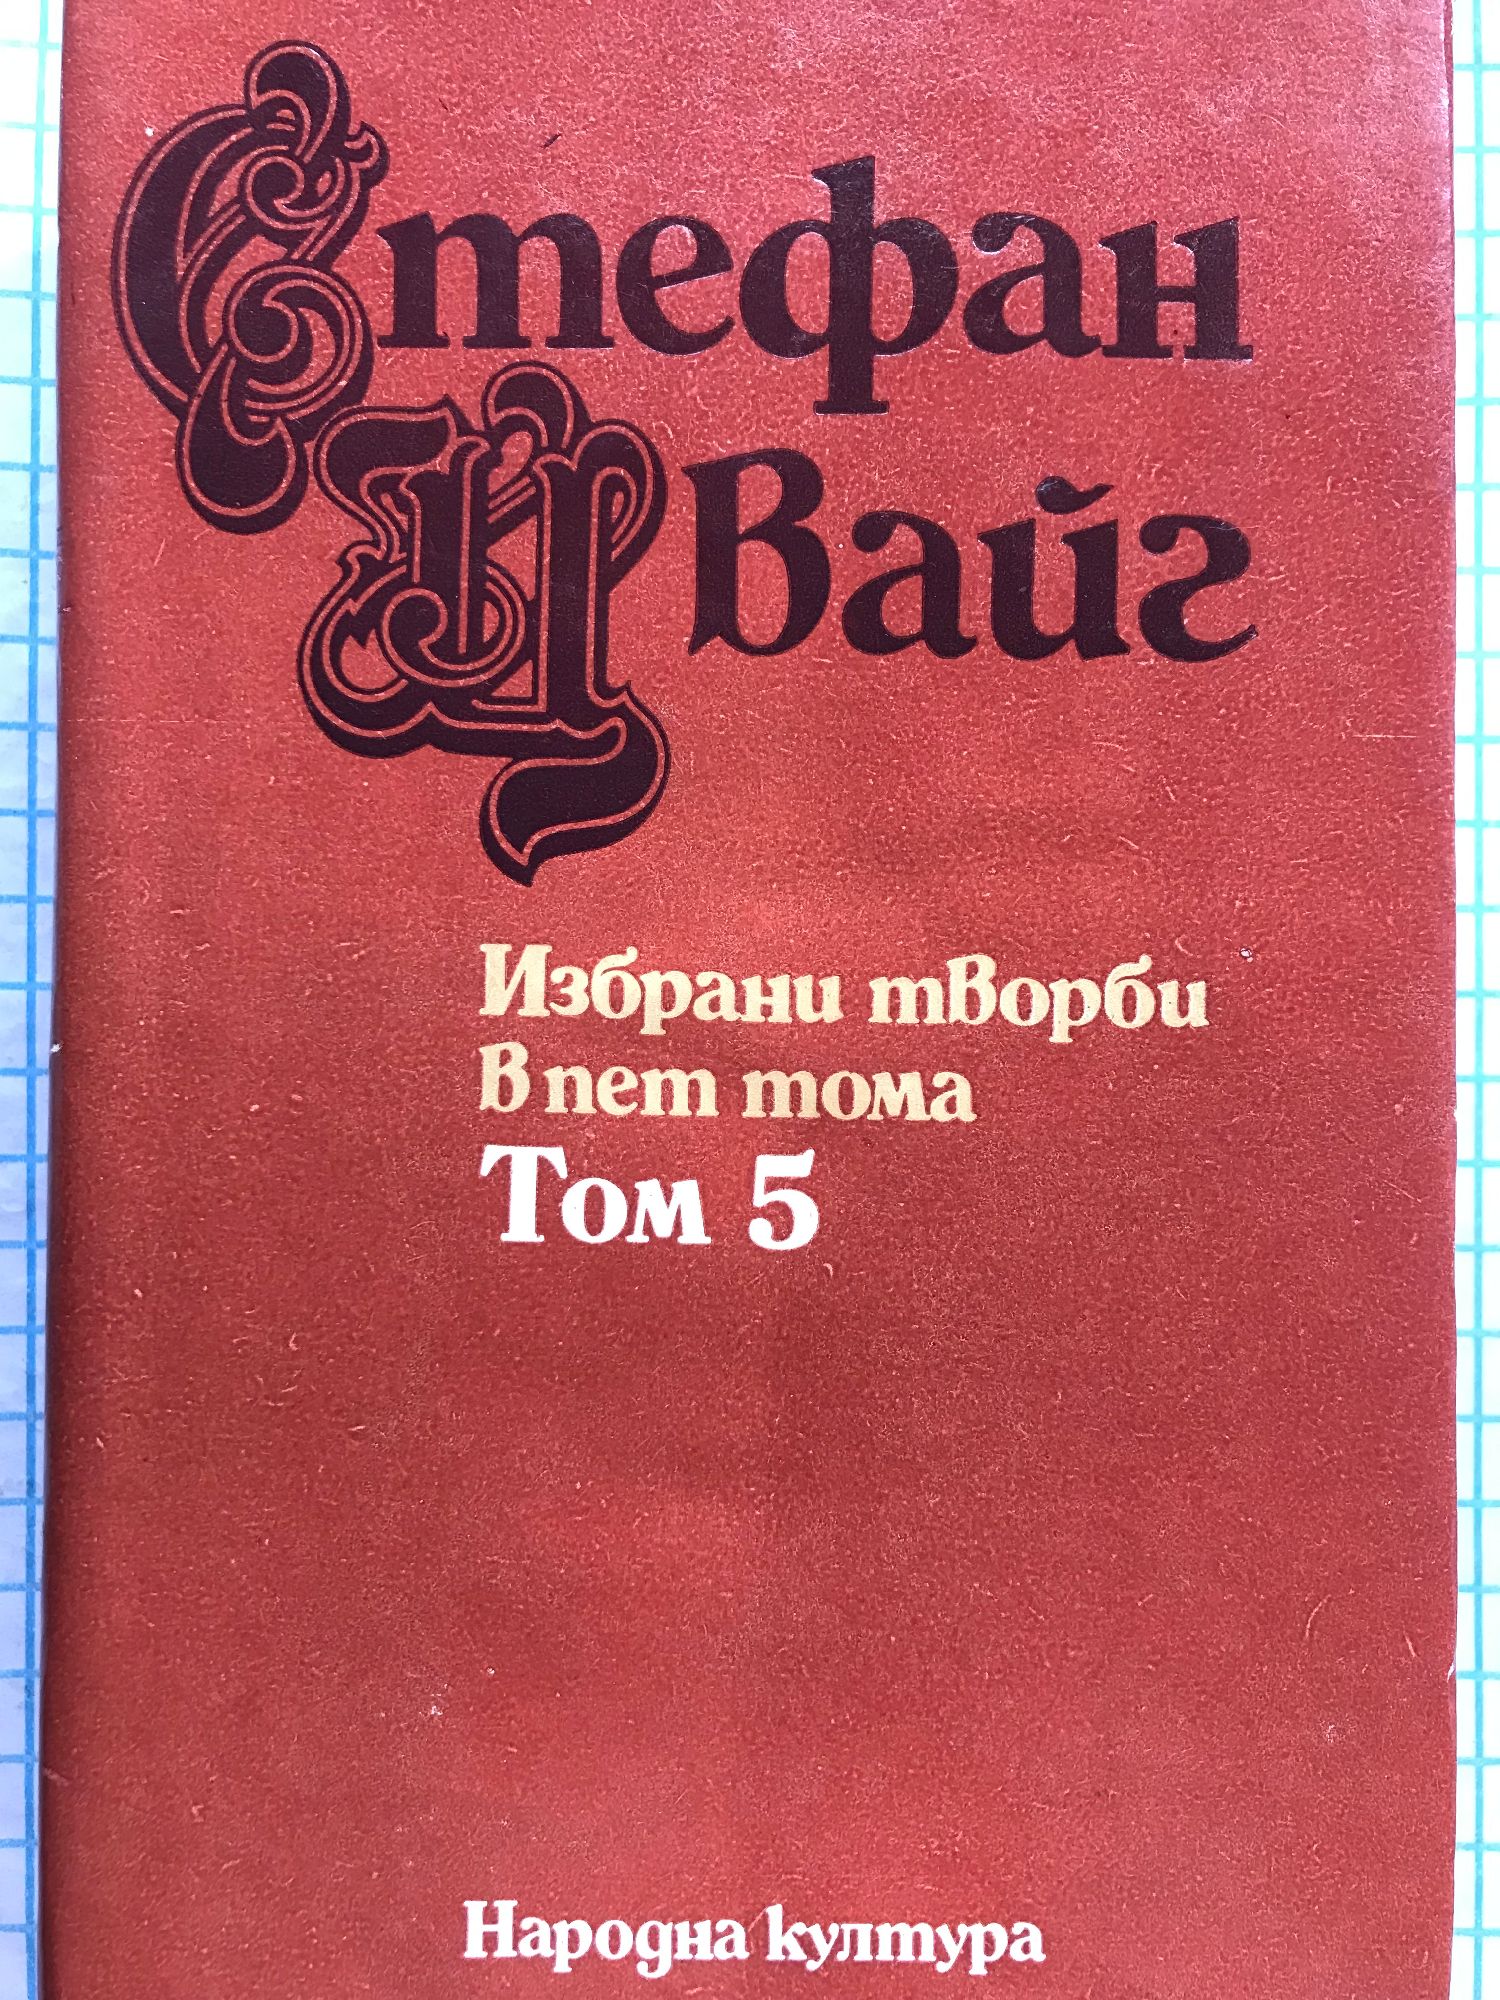 Стефан
Цвайг
Избрани творби
в пет тома
Том 5
Народна култура